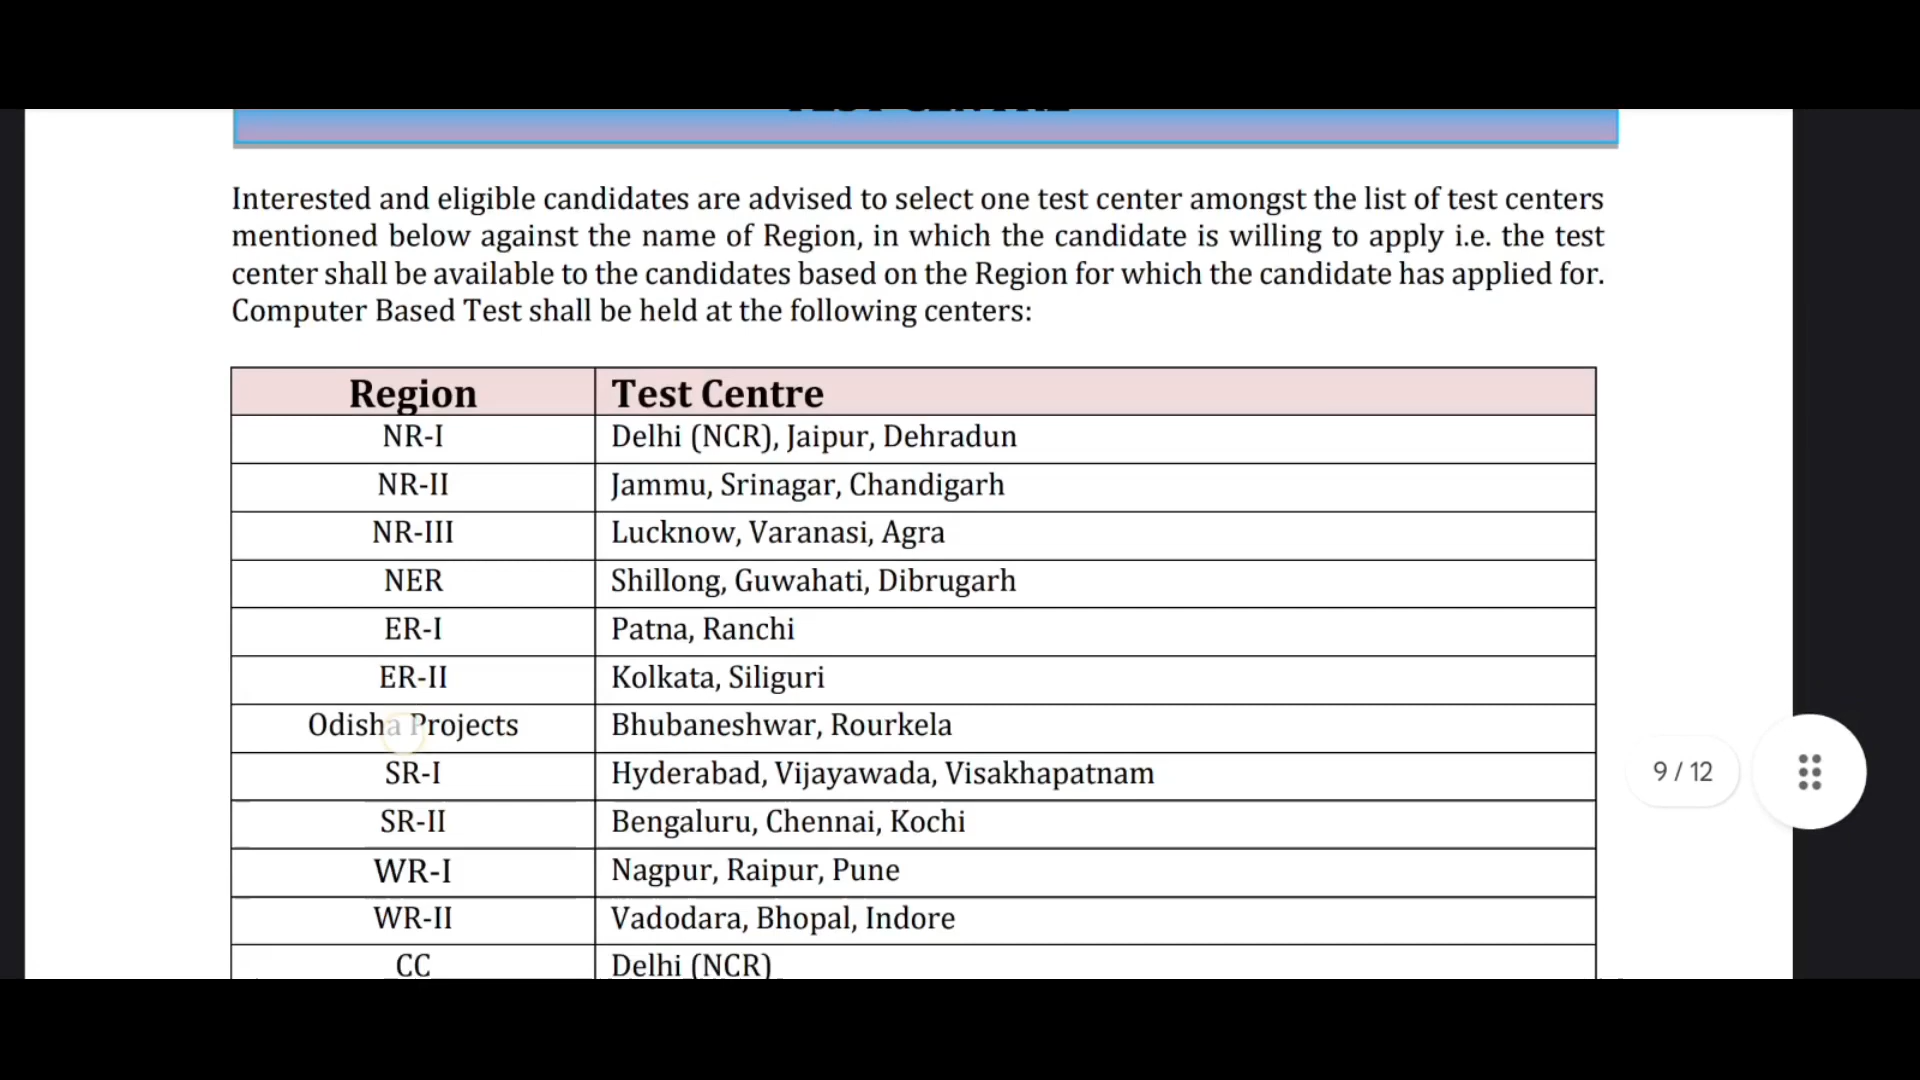 TEST CENTRE
Interested and eligible candidates are advised to select one test center amongst the list of test centers
mentioned below against the name of Region, in which the candidate is willing to apply i.e. the test
center shall be available to the candidates based on the Region for which the candidate has applied for.
Computer Based Test shall be held at the following centers:
Region Test Centre
NR-I Delhi (NCR), Jaipur, Dehradun
NR-II Jammu, Srinagar, Chandigarh
NR-III Lucknow, Varanasi, Agra
NER Shillong, Guwahati, Dibrugarh
ER-I Patna, Ranchi
ER-II Kolkata, Siliguri
Odisha Projects Bhubaneshwar, Rourkela
SR-I Hyderabad, Vijayawada, Visakhapatnam
9 / 12
SR-II Bengaluru, Chennai, Kochi
WR-I Nagpur, Raipur, Pune
WR-II Vadodara, Bhopal, Indore
CC Delhi (NCR)